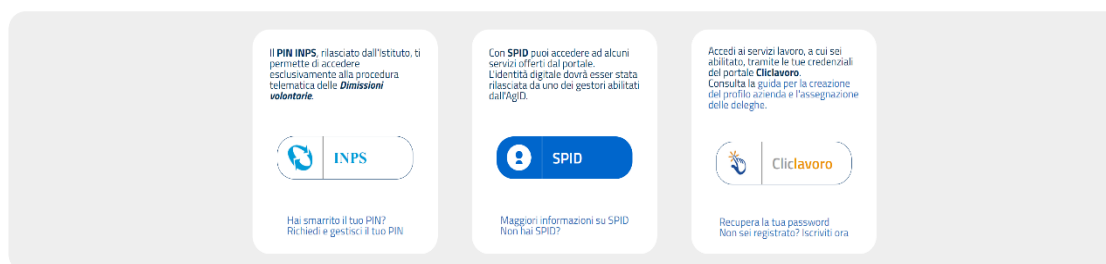 Il PIN INPS, rilasciato dall'Istituto, ti
permette di accedere
esclusivamente alla procedura
telematica delle Dimissioni
volontarie.
INPS
Hai smarrito il tuo PIN?
Richiedi e gestisci il tuo PIN
Con SPID puoi accedere ad alcuni
servizi offerti dal portale.
L'identità digitale dovrà esser stata
rilasciata da uno dei gestori abilitati
dall'AgID.
SPID
Maggiori informazioni su SPID
Non hai SPID?
Accedi ai servizi lavoro, a cui sei
abilitato, tramite le tue credenziali
del portale Cliclavoro.
Consulta la guida per la creazione
del profilo azienda e l'assegnazione
delle deleghe.
Cliclavoro
Recupera la tua password
Non sei registrato? Iscriviti ora